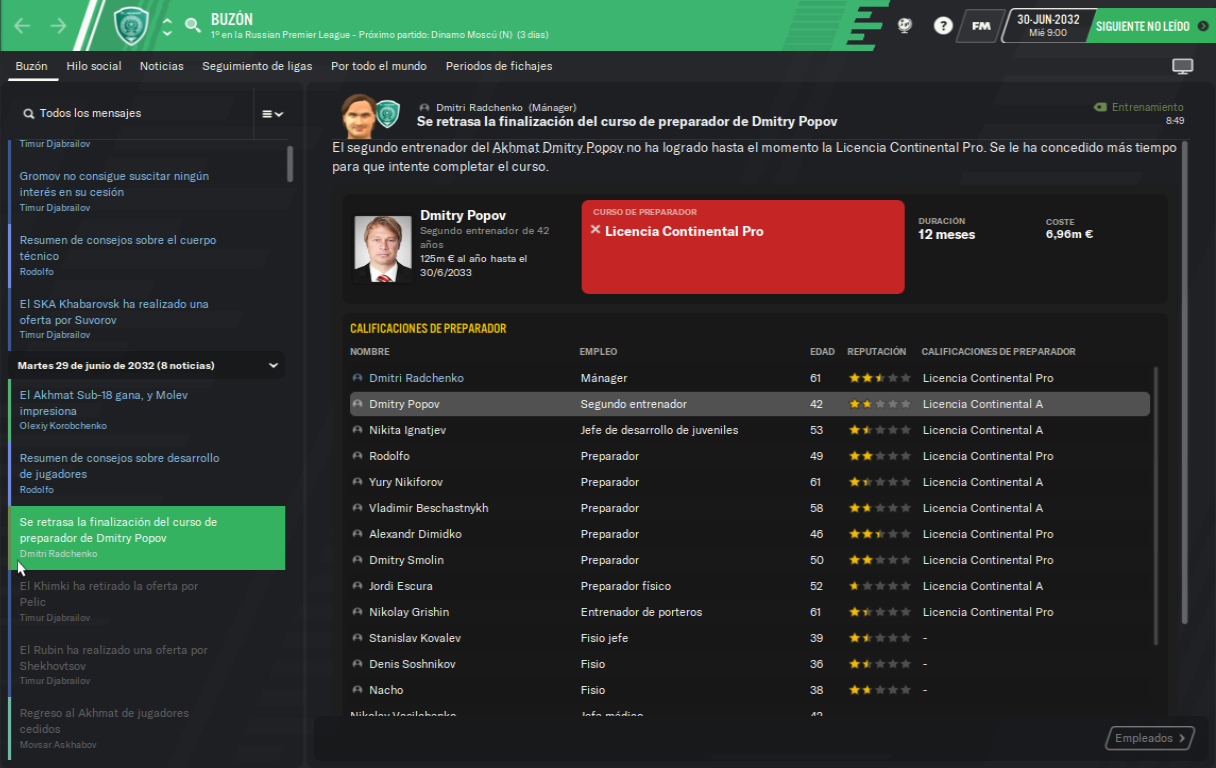 BUZÓN
1º en la Russian Premier League - Próximo partido: Dinamo Moscú (N) (3 días)
?
FM
30-JUN-2032
Mié 9:00
SIGUIENTE NO LEÍDO
Buzón Hilo social Noticias Seguimiento de ligas Por todo el mundo Periodos de fichajes
Todos los mensajes
Timur Djabrailov
Gromov no consigue suscitar ningún
interés en su cesión
Timur Djabrailov
Resumen de consejos sobre el cuerpo
técnico
Rodolfo
El SKA Khabarovsk ha realizado una
oferta por Suvorov
Timur Djabrailov
Martes 29 de junio de 2032 (8 noticias)
El Akhmat Sub-18 gana, y Molev
impresiona
Olexiy Korobchenko
Resumen de consejos sobre desarrollo
de jugadores
Rodolfo
Se retrasa la finalización del curso de
preparador de Dmitry Popov
Dmitri Radchenko
El Khimki ha retirado la oferta por
Pelic
Timur Djabrailov
El Rubin ha realizado una oferta por
Shekhovtsov
Timur Djabrailov
Regreso al Akhmat de jugadores
cedidos
Movsar Askhabov
Dmitri Radchenko (Mánager)
Se retrasa la finalización del curso de preparador de Dmitry Popov
Entrenamiento
8:49
El segundo entrenador del Akhmat Dmitry Popov no ha logrado hasta el momento la Licencia Continental Pro. Se le ha concedido más tiempo
para que intente completar el curso.
Dmitry Popov
Segundo entrenador de 42
años
125m € al año hasta el
30/6/2033
CURSO DE PREPARADOR
Licencia Continental Pro
DURACIÓN
12 meses
COSTE
6,96m €
CALIFICACIONES DE PREPARADOR
NOMBRE EMPLEO EDAD REPUTACIÓN CALIFICACIONES DE PREPARADOR
Dmitri Radchenko Mánager 61 Licencia Continental Pro
Dmitry Popov Segundo entrenador 42 Licencia Continental A
Nikita Ignatjev Jefe de desarrollo de juveniles 53 Licencia Continental A
Rodolfo Preparador 49 Licencia Continental Pro
Yury Nikiforov Preparador 61 Licencia Continental A
Vladimir Beschastnykh Preparador 58 Licencia Continental A
Alexandr Dimidko Preparador 46 Licencia Continental Pro
Dmitry Smolin Preparador 50 Licencia Continental Pro
Jordi Escura Preparador físico 52 Licencia Continental A
Nikolay Grishin Entrenador de porteros 61 Licencia Continental Pro
Stanislav Kovalev Fisio jefe 39 -
Denis Soshnikov Fisio 36 -
Nacho Fisio 38 -
Empleados